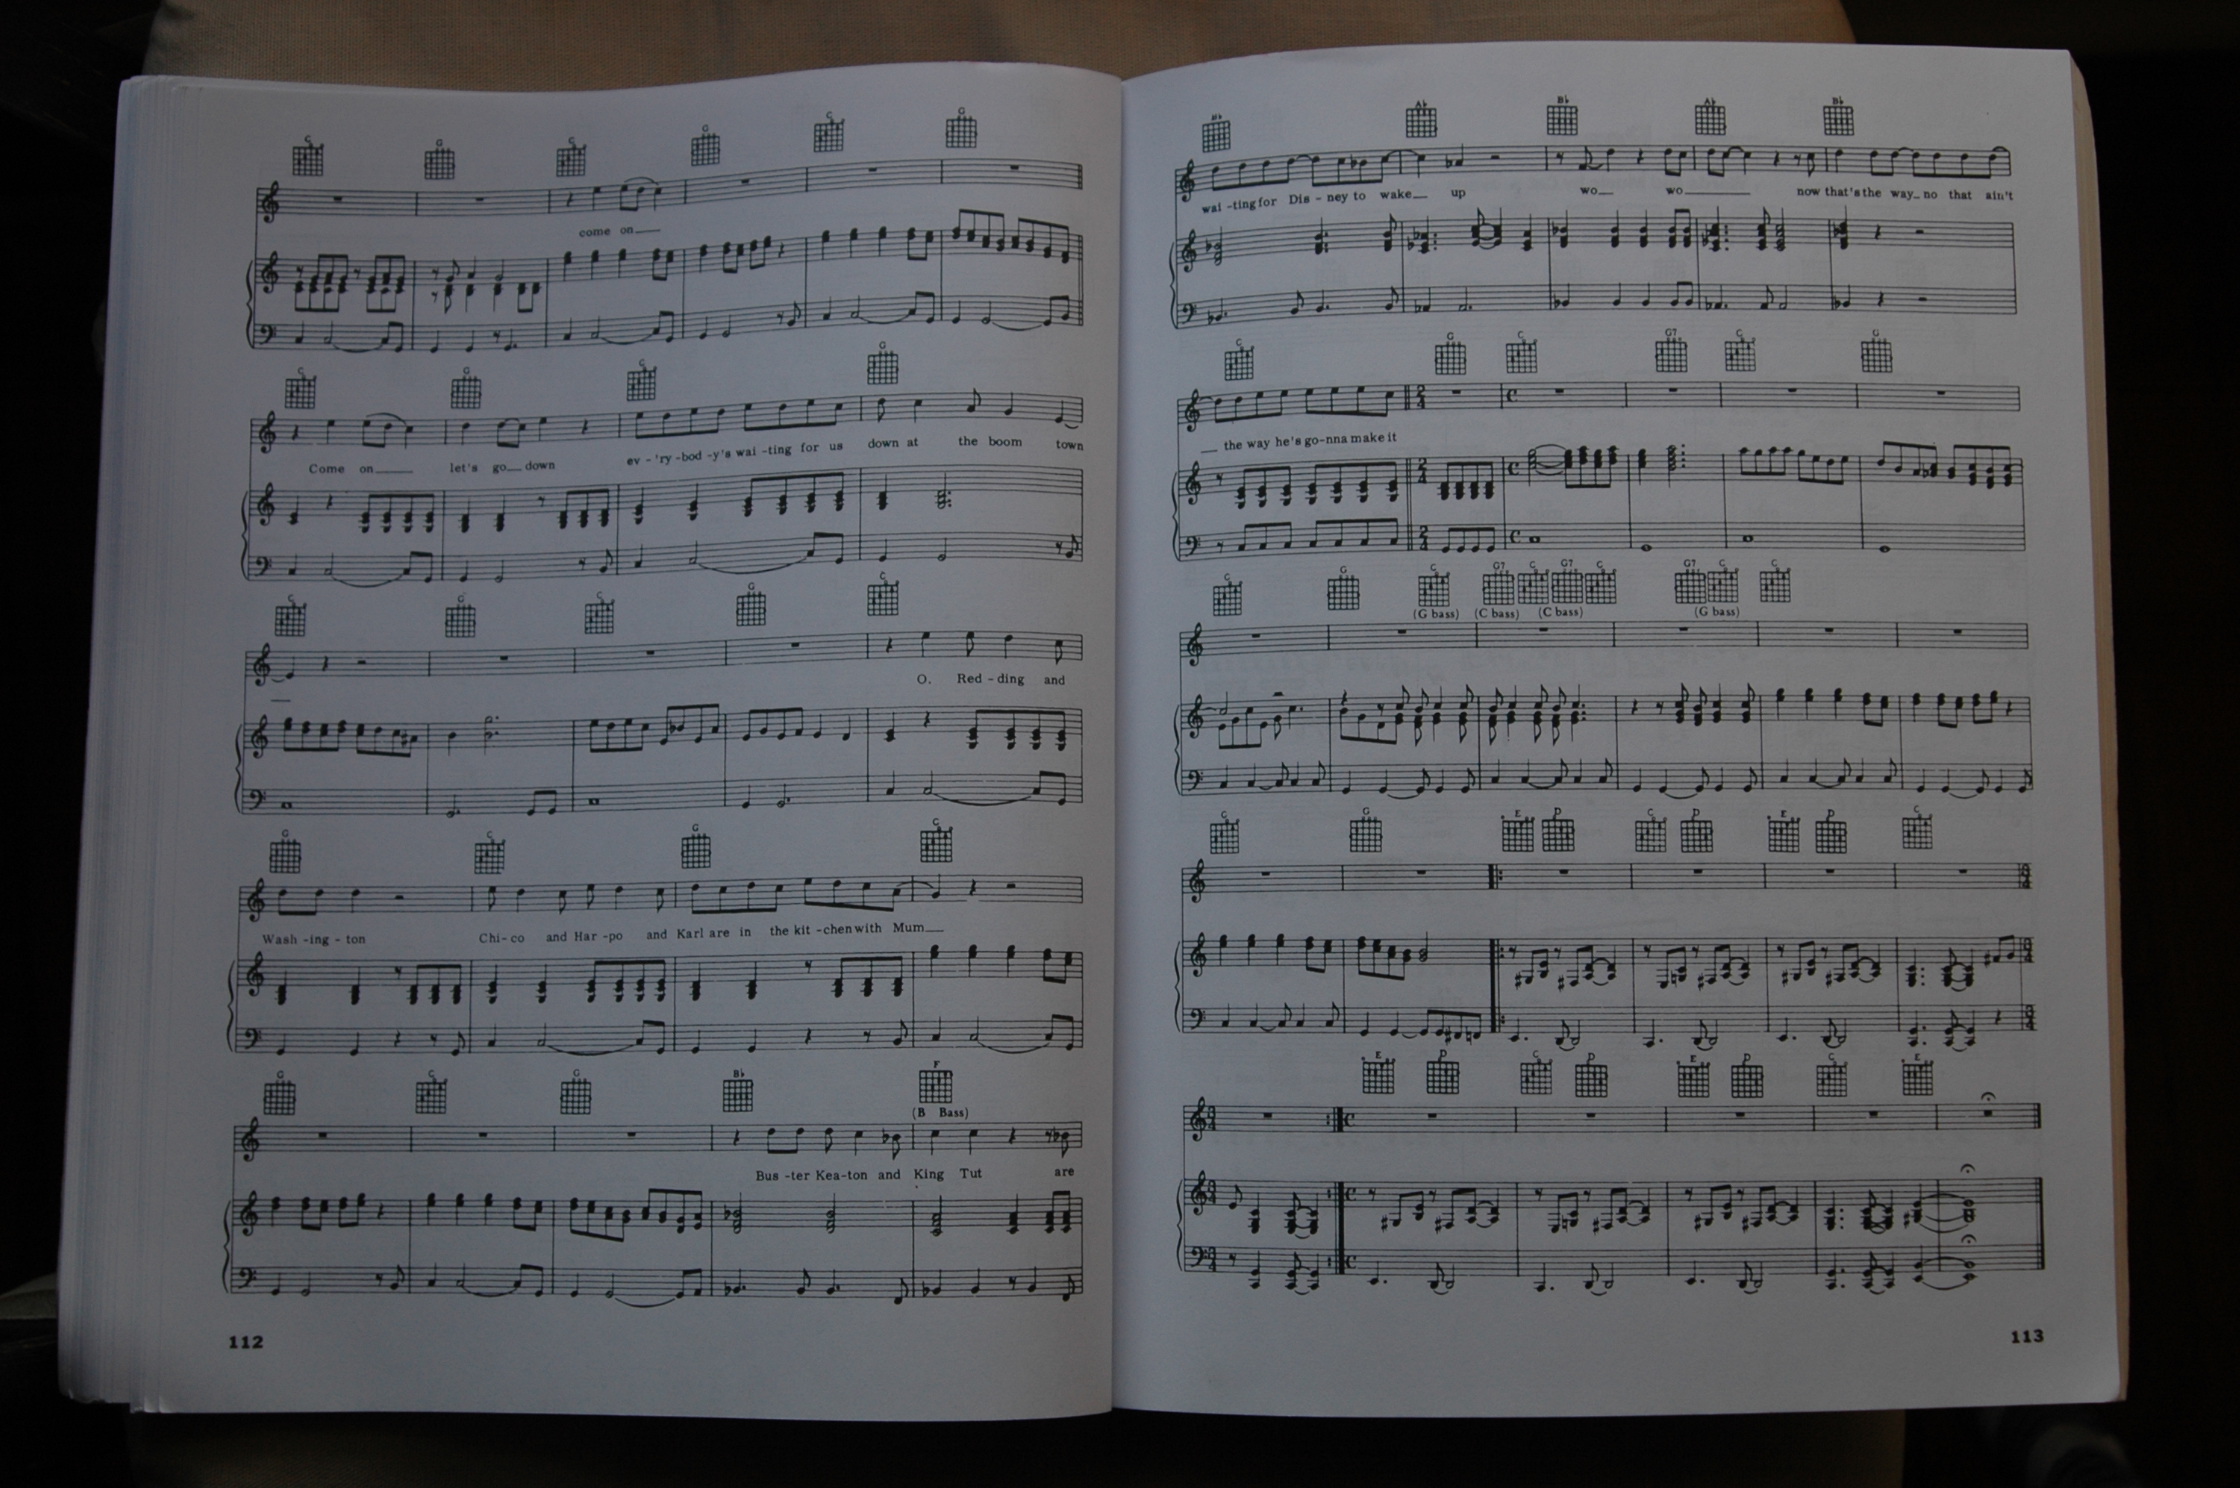 C G C G C G
come on
C G C G
Come on let's go down ev-'ry-bod-y's wai-ting for us down at the boom town
C G C G C
O. Red-ding and
G C G C
Wash-ing-ton Chi-co and Har-po and Karl are in the kit-chen with Mum
G C G B♭ F
(B Bass)
Bus-ter Kea-ton and King Tut are
112
B♭ A♭ B♭ A♭ B♭
wai-ting for Dis-ney to wake up wo wo now that's the way no that ain't
C G C G7 C G
the way he's go-nna make it
C G C G7 C G7 C G7 C C
(G bass) (C bass) (C bass) (G bass)
C G E D C D E D C
E D C D E D C E
113